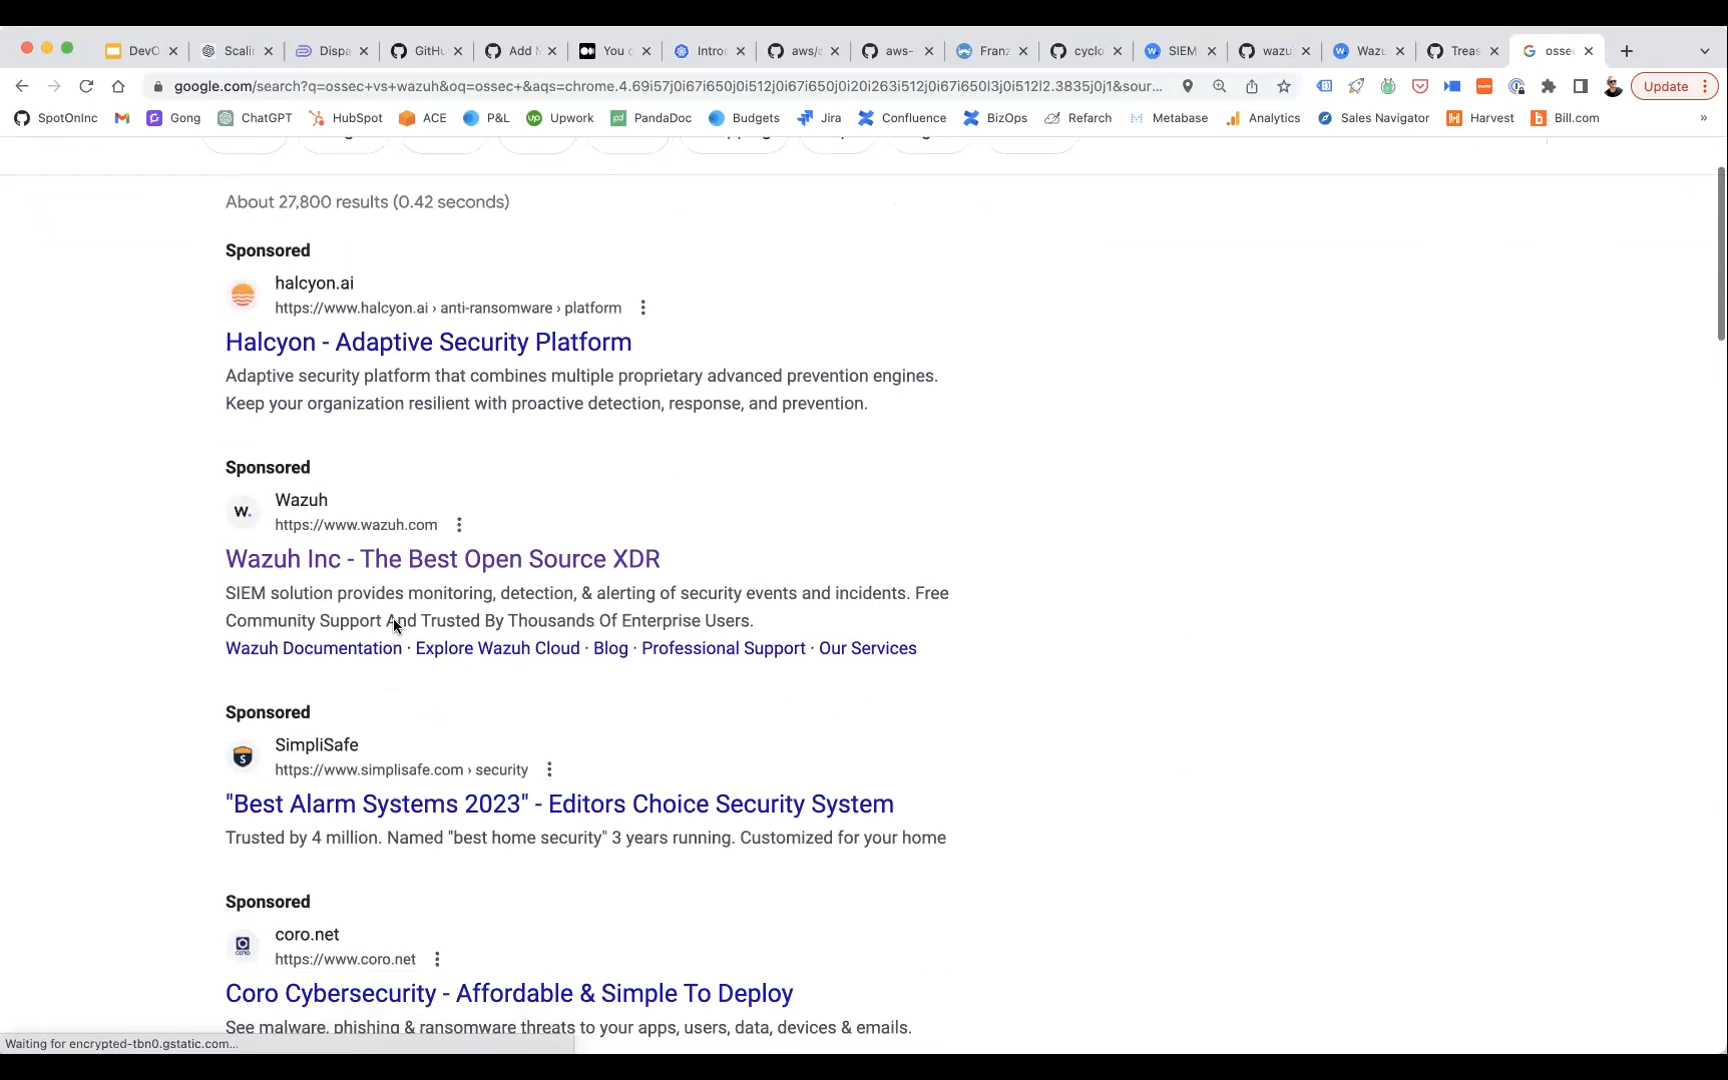 DevO
Scali
Dispa
GitHu
Add
You c
Intro
aws/
aws-
Franz
cyclo
SIEM
wazu
Wazu
Treas
osse
google.com/search?q=ossec+vs+wazuh&oq=ossec+&aqs=chrome.4.69i57j0i67i650j0i512j0i67i650j0i20i263i512j0i67i650l3j0i512l2.3835j0j1&sour...
Update
SpotOnInc
Gong
ChatGPT
HubSpot
ACE
P&L
Upwork
PandaDoc
Budgets
Jira
Confluence
BizOps
Refarch
Metabase
Analytics
Sales Navigator
Harvest
Bill.com
»
About 27,800 results (0.42 seconds)
Sponsored
halcyon.ai
https://www.halcyon.ai › anti-ransomware › platform
Halcyon - Adaptive Security Platform
Adaptive security platform that combines multiple proprietary advanced prevention engines.
Keep your organization resilient with proactive detection, response, and prevention.
Sponsored
W.
Wazuh
https://www.wazuh.com
Wazuh Inc - The Best Open Source XDR
SIEM solution provides monitoring, detection, & alerting of security events and incidents. Free
Community Support And Trusted By Thousands Of Enterprise Users.
Wazuh Documentation · Explore Wazuh Cloud · Blog · Professional Support · Our Services
Sponsored
SimpliSafe
https://www.simplisafe.com › security
"Best Alarm Systems 2023" - Editors Choice Security System
Trusted by 4 million. Named "best home security" 3 years running. Customized for your home
Sponsored
coro.net
https://www.coro.net
Coro Cybersecurity - Affordable & Simple To Deploy
See malware, phishing & ransomware threats to your apps, users, data, devices & emails.
Waiting for encrypted-tbn0.gstatic.com...